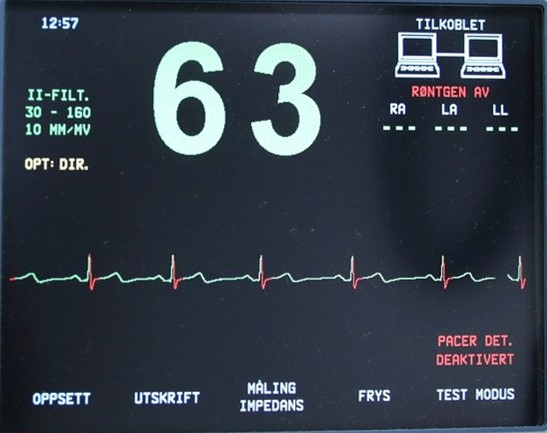 12:57
TILKOBLET
63
II-FILT.
30 - 160
10 MM/MV
RØNTGEN AV
RA LA LL
--- --- ---
OPT: DIR.
PACER DET.
DEAKTIVERT
OPPSETT
UTSKRIFT
MÅLING
IMPEDANS
FRYS
TEST MODUS